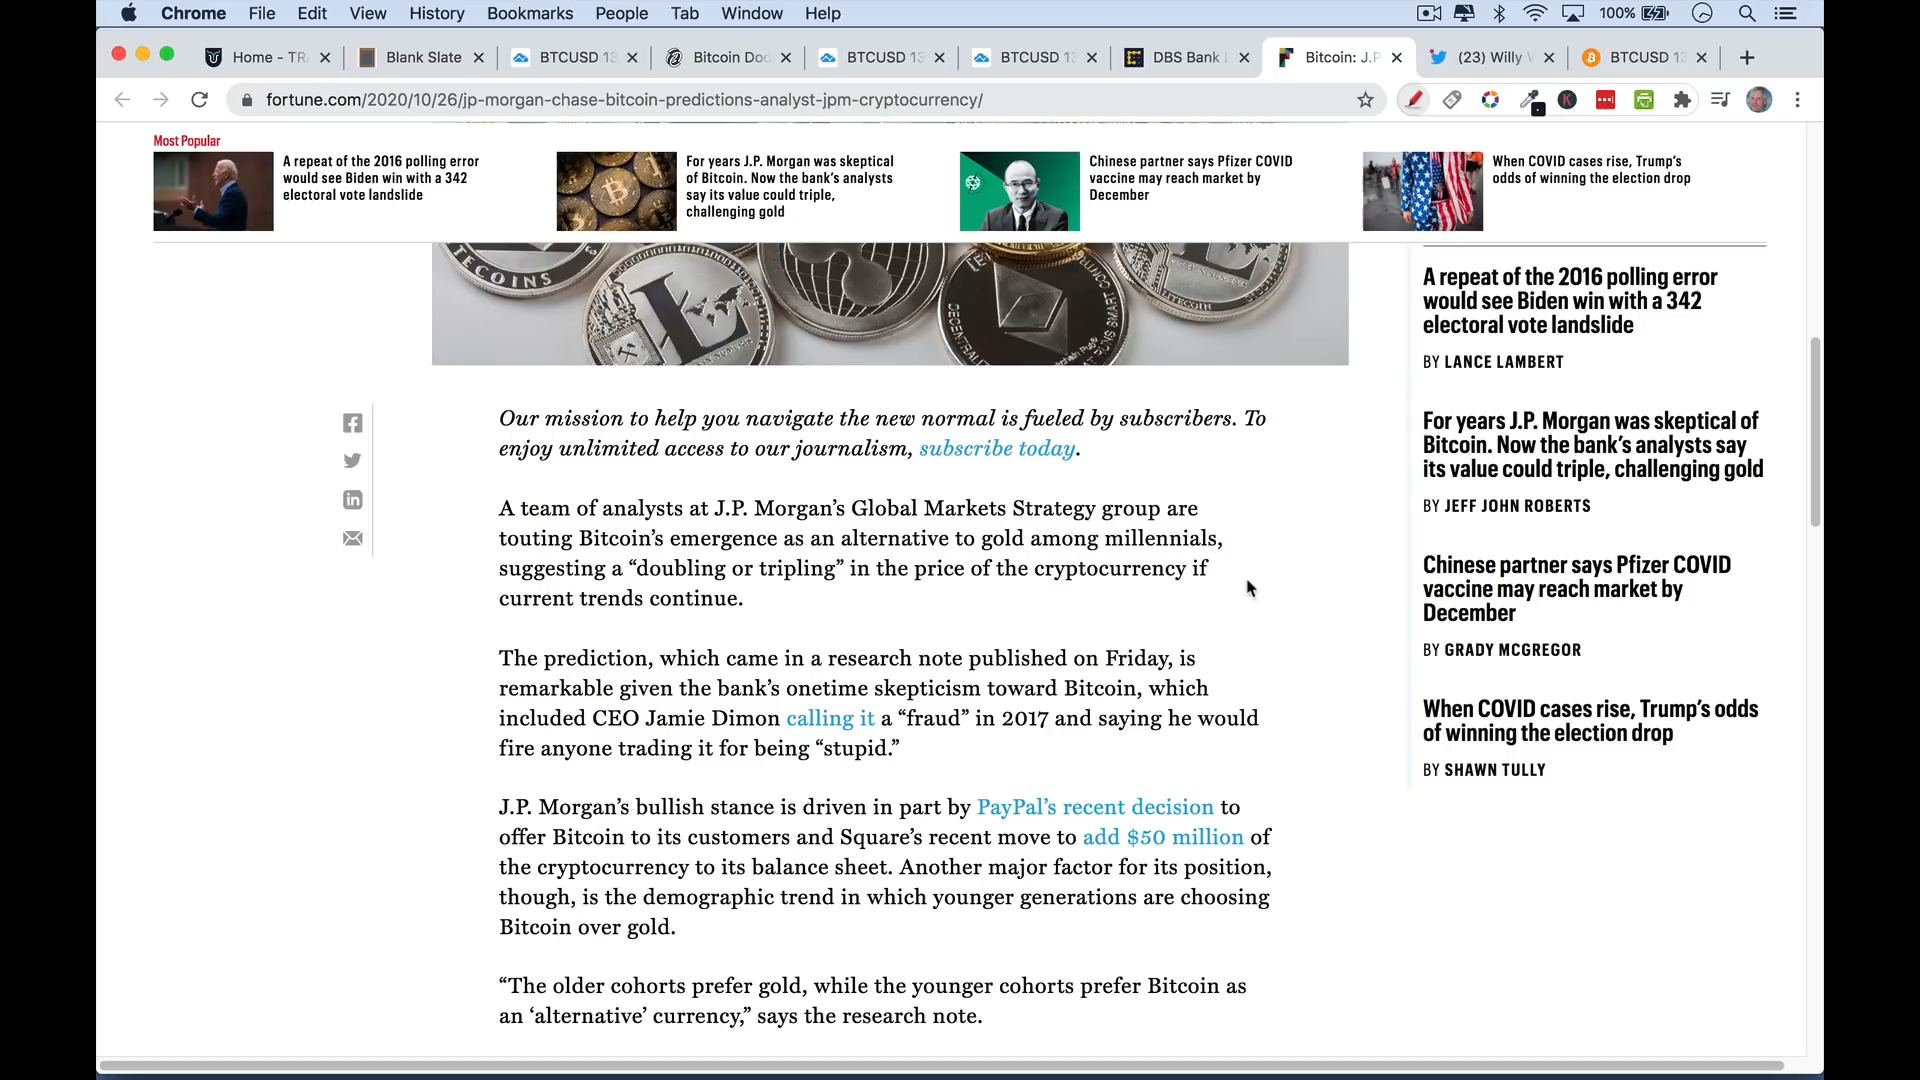 Chrome File Edit View History Bookmarks People Tab Window Help 100%
Home - TR Blank Slate BTCUSD 13 Bitcoin Doc BTCUSD 13 BTCUSD 13 DBS Bank Bitcoin: J.P (23) Willy W BTCUSD 13
fortune.com/2020/10/26/jp-morgan-chase-bitcoin-predictions-analyst-jpm-cryptocurrency/
Most Popular
A repeat of the 2016 polling error
would see Biden win with a 342
electoral vote landslide
For years J.P. Morgan was skeptical
of Bitcoin. Now the bank’s analysts
say its value could triple,
challenging gold
Chinese partner says Pfizer COVID
vaccine may reach market by
December
When COVID cases rise, Trump’s
odds of winning the election drop
TECOINS
LITECOIN
DECENTRALI
RUNS SMART CONT
Our mission to help you navigate the new normal is fueled by subscribers. To
enjoy unlimited access to our journalism, subscribe today.
A team of analysts at J.P. Morgan’s Global Markets Strategy group are
touting Bitcoin’s emergence as an alternative to gold among millennials,
suggesting a “doubling or tripling” in the price of the cryptocurrency if
current trends continue.
The prediction, which came in a research note published on Friday, is
remarkable given the bank’s onetime skepticism toward Bitcoin, which
included CEO Jamie Dimon calling it a “fraud” in 2017 and saying he would
fire anyone trading it for being “stupid.”
J.P. Morgan’s bullish stance is driven in part by PayPal’s recent decision to
offer Bitcoin to its customers and Square’s recent move to add $50 million of
the cryptocurrency to its balance sheet. Another major factor for its position,
though, is the demographic trend in which younger generations are choosing
Bitcoin over gold.
“The older cohorts prefer gold, while the younger cohorts prefer Bitcoin as
an ‘alternative’ currency,” says the research note.
A repeat of the 2016 polling error
would see Biden win with a 342
electoral vote landslide
BY LANCE LAMBERT
For years J.P. Morgan was skeptical of
Bitcoin. Now the bank’s analysts say
its value could triple, challenging gold
BY JEFF JOHN ROBERTS
Chinese partner says Pfizer COVID
vaccine may reach market by
December
BY GRADY MCGREGOR
When COVID cases rise, Trump’s odds
of winning the election drop
BY SHAWN TULLY